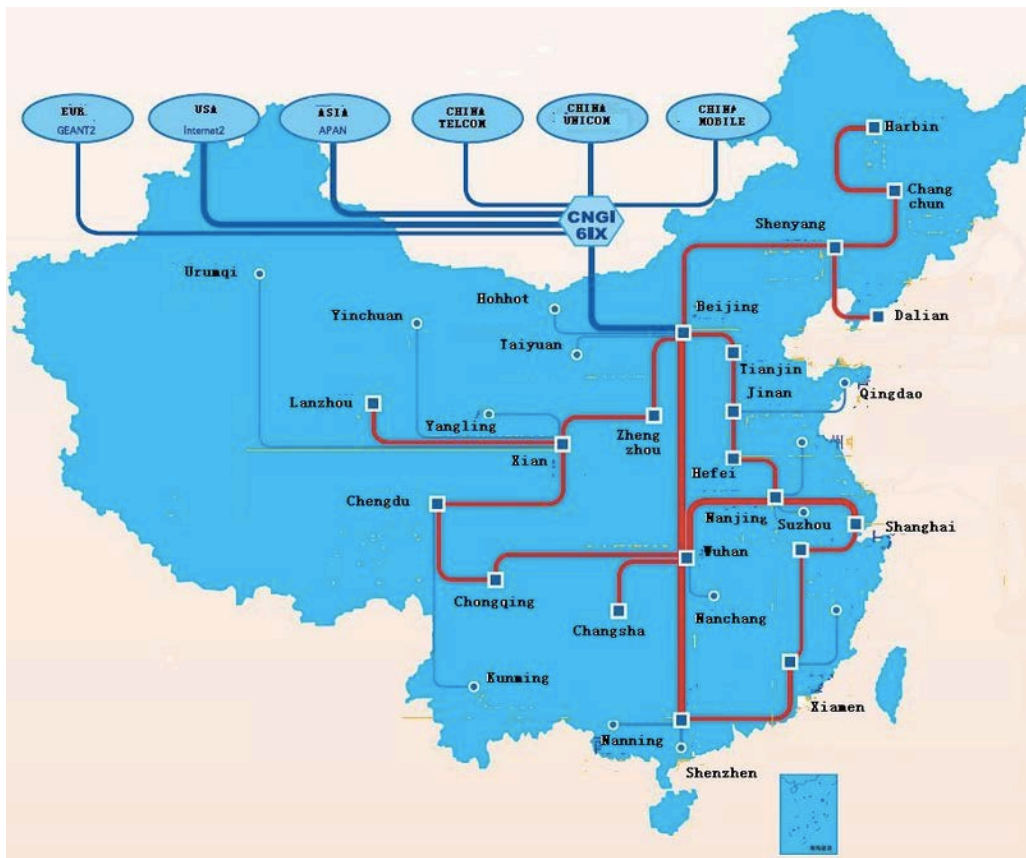 EUR
GEANT2
USA
Internet2
ASIA
APAN
CHINA
TELCOM
CHINA
UNICOM
CHINA
MOBILE
CNGI
6IX
Harbin
Chang
chun
Shenyang
Dalian
Urumqi
Yinchuan
Hohhot
Beijing
Taiyuan
Tianjin
Jinan
Qingdao
Lanzhou
Yangling
Zheng
zhou
Xian
Hefei
Chengdu
Nanjing
Suzhou
Shanghai
Wuhan
Chongqing
Changsha
Nanchang
Kunming
Xiamen
Nanning
Shenzhen